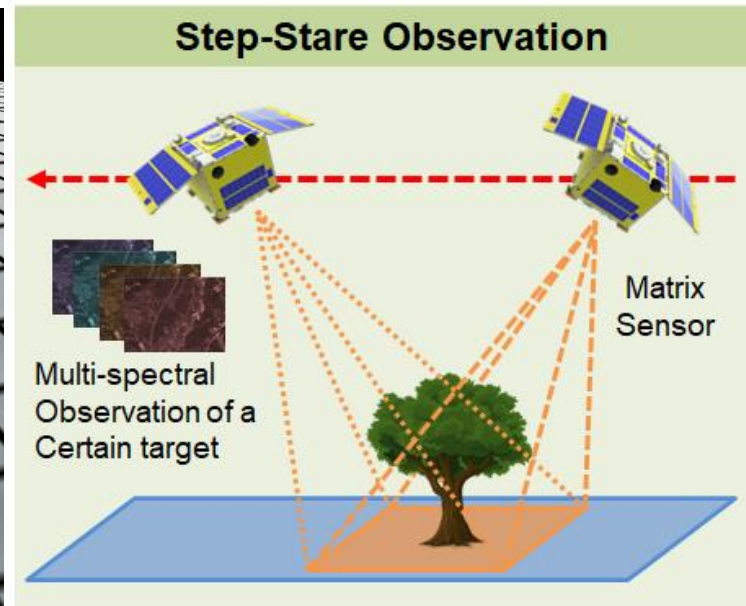 Step-Stare Observation
Matrix
Sensor
Multi-spectral
Observation of a
Certain target